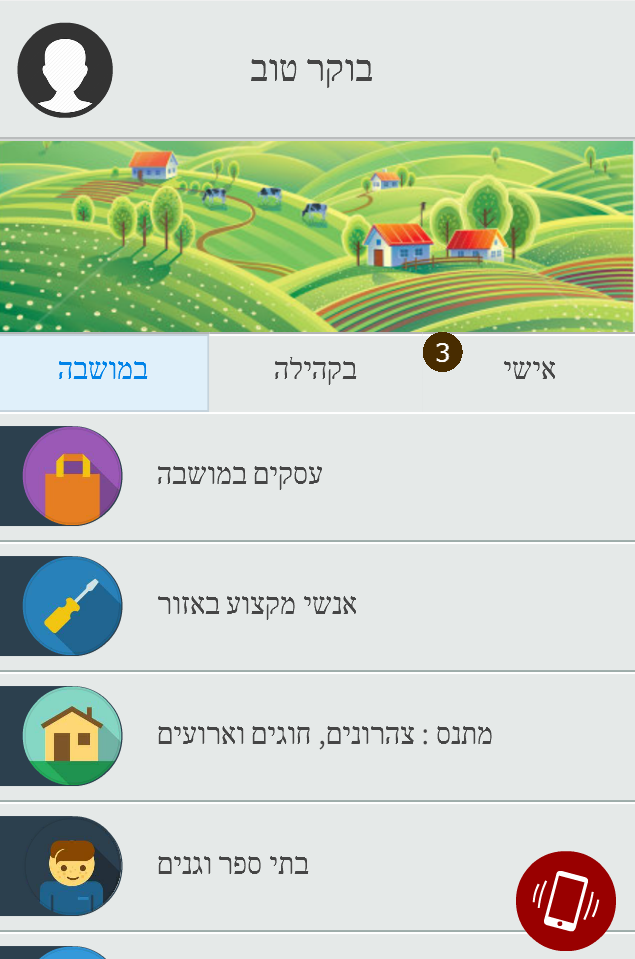 בוקר טוב
אישי
3
בקהילה
במושבה
עסקים במושבה
אנשי מקצוע באזור
מתנס : צהרונים, חוגים וארועים
בתי ספר וגנים